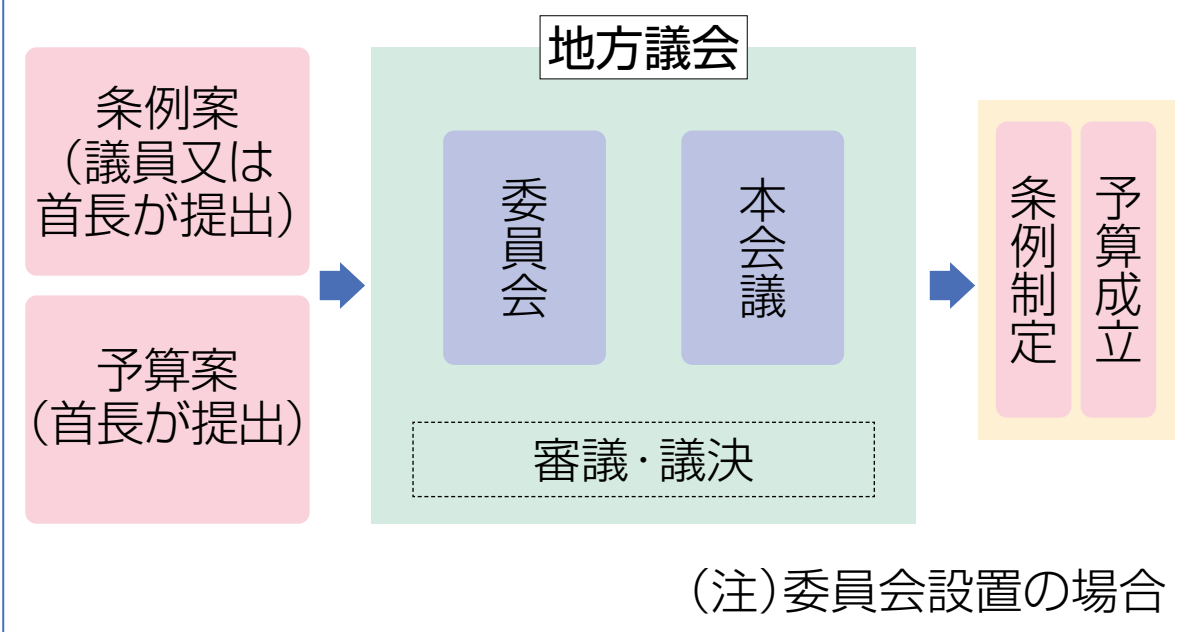 条例案
（議員又は
首長が提出）
予算案
（首長が提出）
地方議会
委員会
本会議
審議・議決
条例制定
予算成立
（注）委員会設置の場合